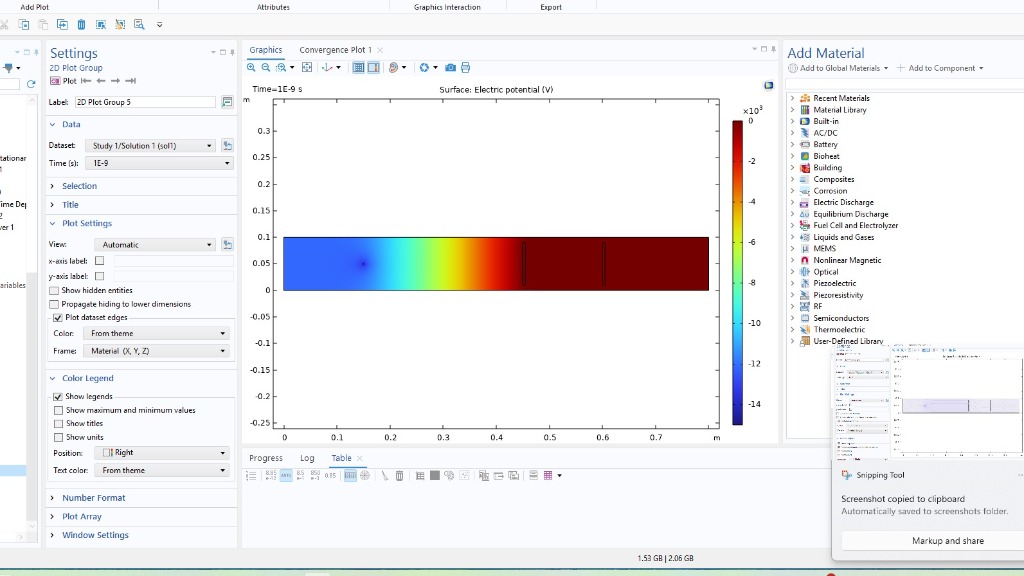 Add Plot
Attributes
Graphics Interaction
Export
Settings
2D Plot Group
Plot
Label: 2D Plot Group 5
Data
Dataset: Study 1/Solution 1 (sol1)
Time (s): 1E-9
Selection
Title
Plot Settings
View: Automatic
x-axis label:
y-axis label:
Show hidden entities
Propagate hiding to lower dimensions
Plot dataset edges
Color: From theme
Frame: Material (X, Y, Z)
Color Legend
Show legends
Show maximum and minimum values
Show titles
Show units
Position: Right
Text color: From theme
Number Format
Plot Array
Window Settings
Graphics
Convergence Plot 1
Time=1E-9 s
Surface: Electric potential (V)
m
0.3
0.25
0.2
0.15
0.1
0.05
0
-0.05
-0.1
-0.15
-0.2
-0.25
0 0.1 0.2 0.3 0.4 0.5 0.6 0.7 m
×10³
0
-2
-4
-6
-8
-10
-12
-14
Progress
Log
Table
1.53 GB | 2.06 GB
Add Material
Add to Global Materials
Add to Component
Recent Materials
Material Library
Built-in
AC/DC
Battery
Bioheat
Building
Composites
Corrosion
Electric Discharge
Equilibrium Discharge
Fuel Cell and Electrolyzer
Liquids and Gases
MEMS
Nonlinear Magnetic
Optical
Piezoelectric
Piezoresistivity
RF
Semiconductors
Thermoelectric
User-Defined Library
Snipping Tool
Screenshot copied to clipboard
Automatically saved to screenshots folder.
Markup and share